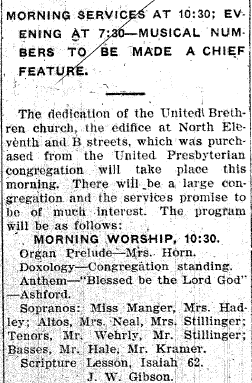 MORNING SERVICES AT 10:30; EV
ENING AT 7:30—MUSICAL NUM
BERS TO BE MADE A CHIEF
FEATURE.
The dedication of the United Breth-
ren church, the edifice at North Ele-
venth and B streets, which was purch-
ased from the United Presbyterian
congregation will take place this
morning. There will be a large con-
gregation and the services promise to
be of much interest. The program
will be as follows:
MORNING WORSHIP, 10.30.
Organ Prelude—Mrs. Horn.
Doxology—Congregation standing.
Anthem—"Blessed be the Lord God"
—Ashford.
Sopranos: Miss Manger, Mrs. Had-
ley; Altos, Mrs. Neal, Mrs. Stillinger;
Tenors, Mr. Wehrly, Mr. Stillinger;
Basses, Mr. Hale, Mr. Kramer.
Scripture Lesson, Isaiah 62.
J. W. Gibson.